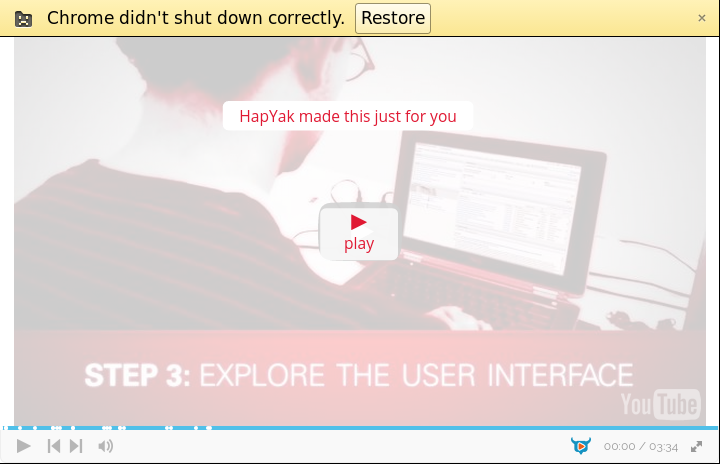 Chrome didn't shut down correctly. Restore ×
HapYak made this just for you
play
STEP 3: EXPLORE THE USER INTERFACE
YouTube
00:00 / 03:34